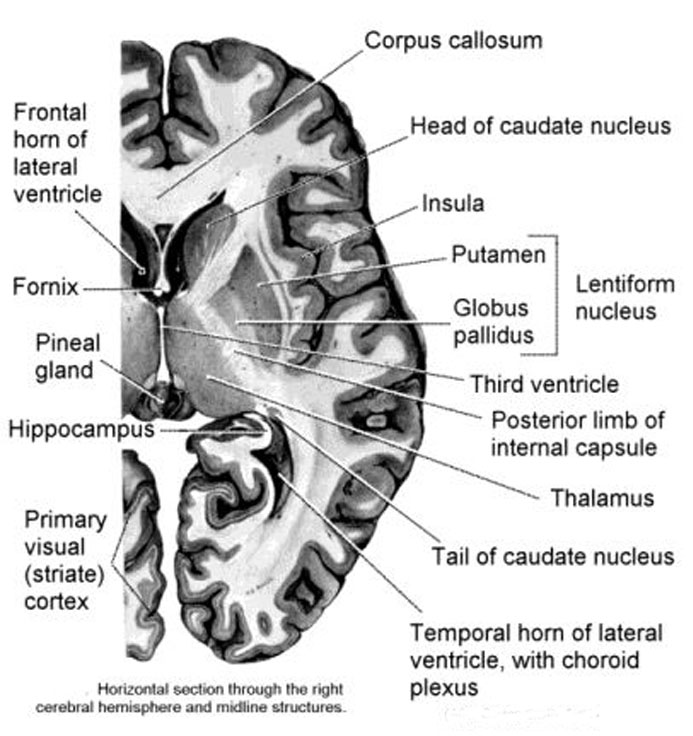 Corpus callosum
Frontal
horn of
lateral
ventricle
Head of caudate nucleus
Insula
Putamen
Lentiform
nucleus
Fornix
Globus
pallidus
Pineal
gland
Third ventricle
Posterior limb of
internal capsule
Hippocampus
Thalamus
Primary
visual
(striate)
cortex
Tail of caudate nucleus
Temporal horn of lateral
ventricle, with choroid
plexus
Horizontal section through the right
cerebral hemisphere and midline structures.